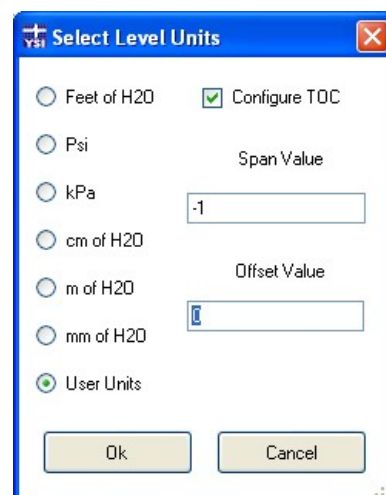 YSI Select Level Units
Feet of H2O
Configure TOC
Psi
Span Value
kPa
-1
cm of H2O
Offset Value
m of H2O
0
mm of H2O
User Units
Ok
Cancel